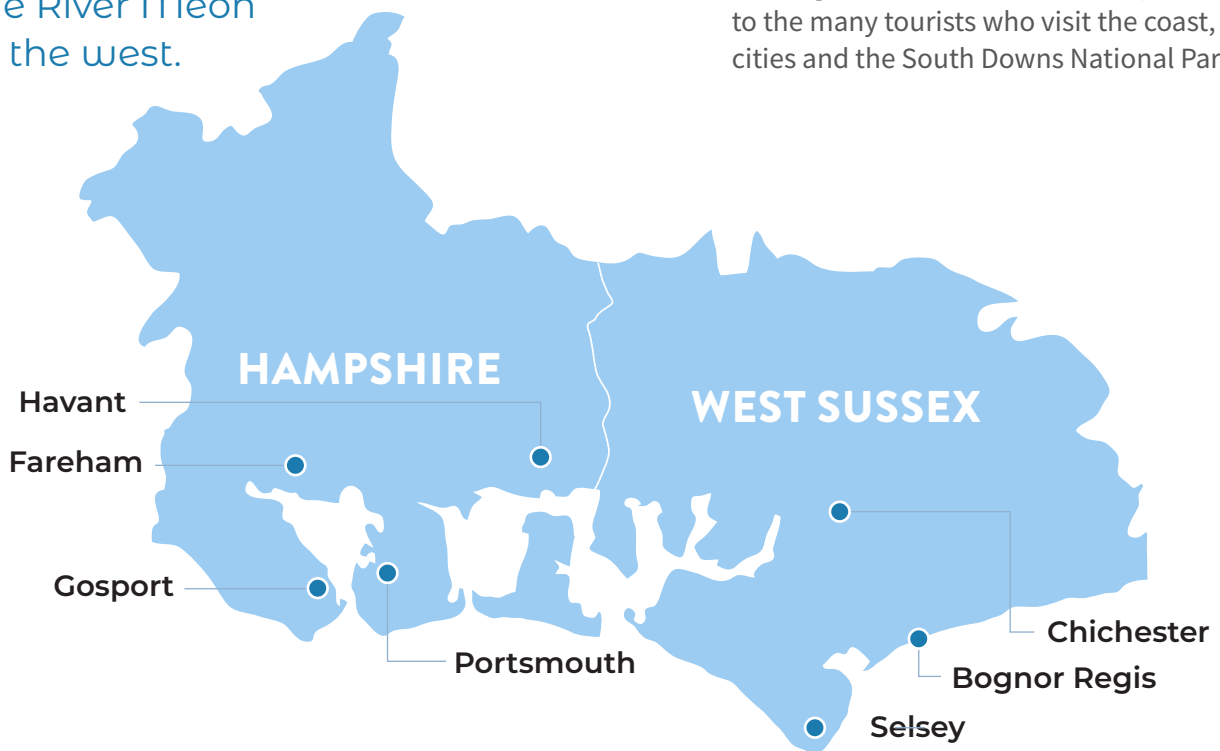 River Meon
the west.
to the many tourists who visit the coast,
cities and the South Downs National
HAMPSHIRE
WEST SUSSEX
Havant
Fareham
Gosport
Portsmouth
Chichester
Bognor Regis
Selsey